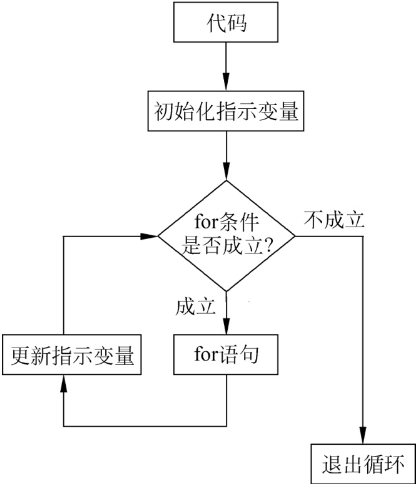 代码
初始化指示变量
for条件
是否成立?
不成立
成立
更新指示变量
for语句
退出循环